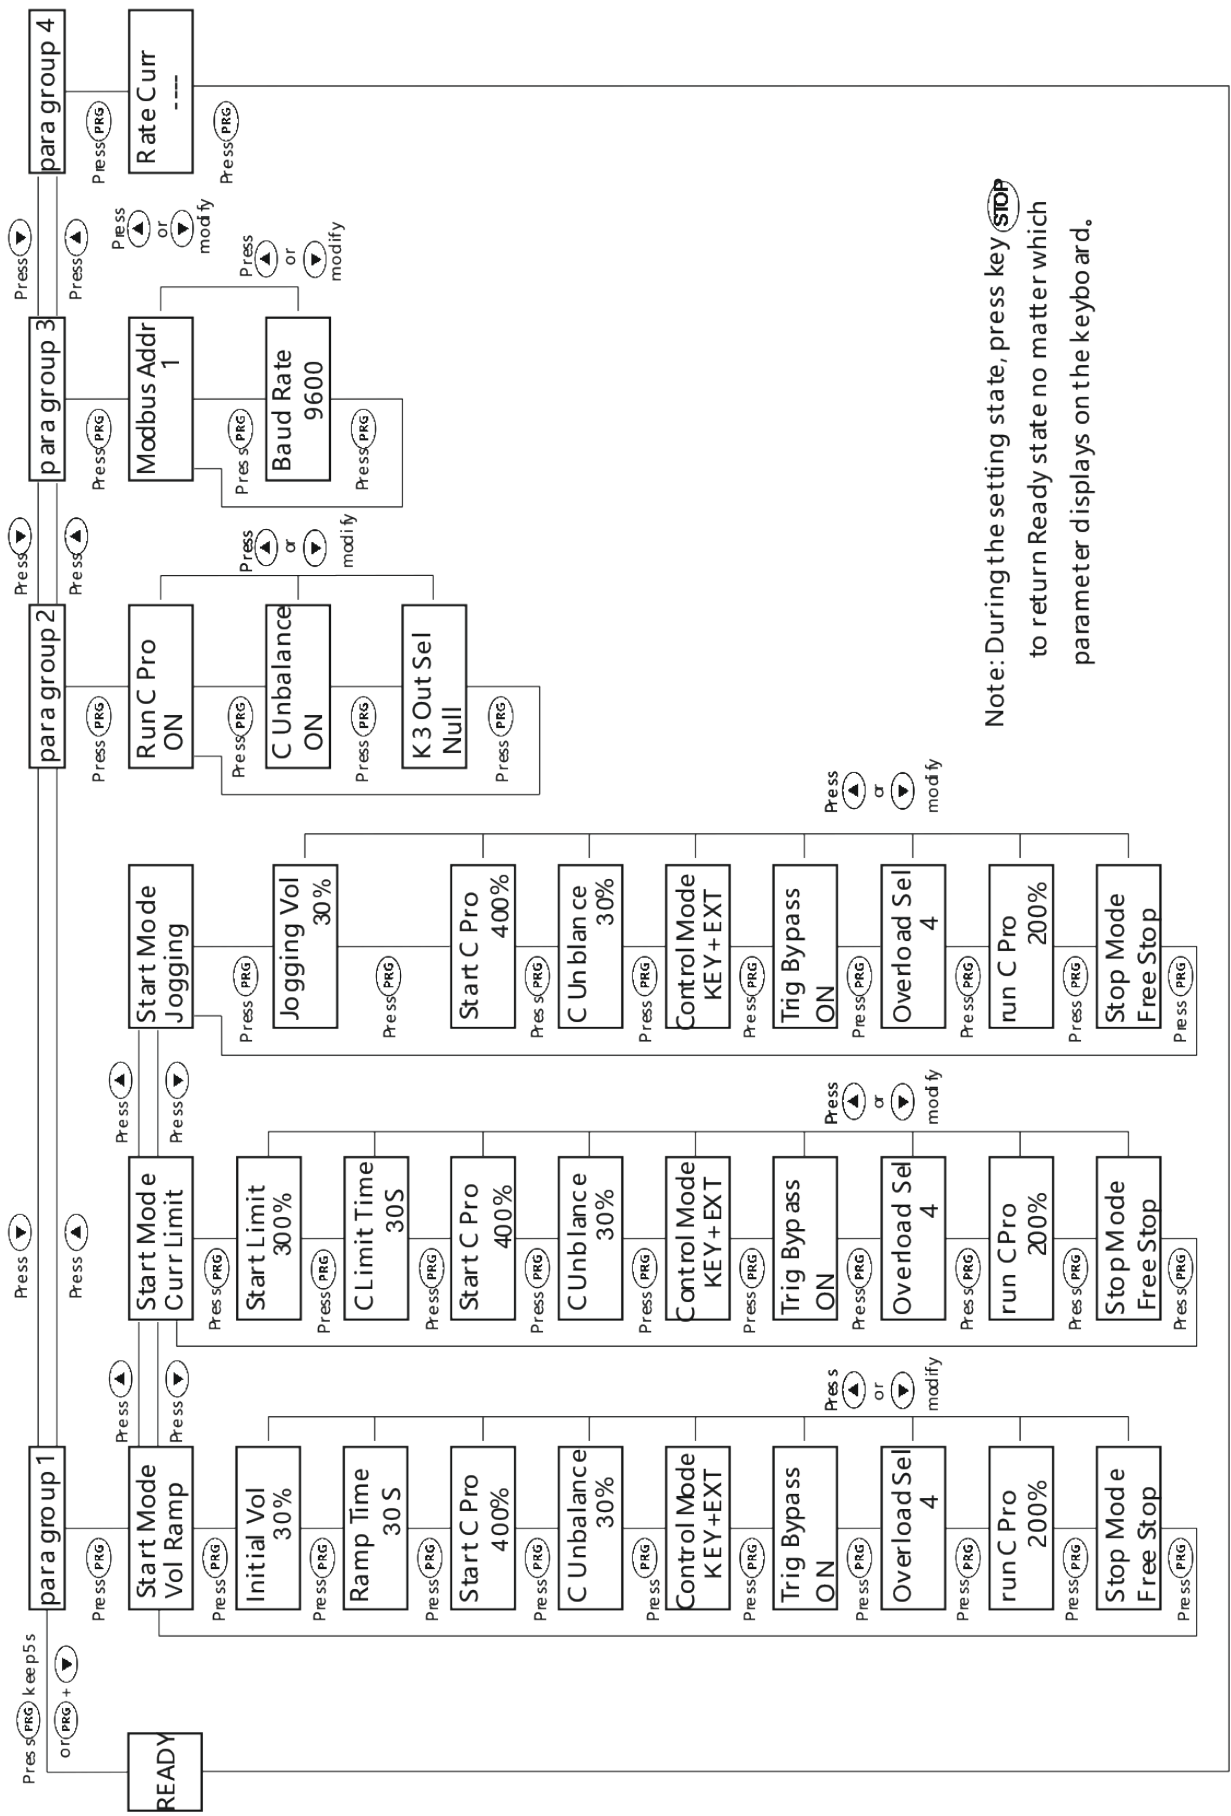 READY
Press PRG keep5s
or PRG + ▼
para group 1
Press ▼
Press ▲
para group 2
Press ▼
Press ▲
para group 3
Press ▼
Press ▲
para group 4
Press PRG
Start Mode
Vol Ramp
Press PRG
Initial Vol
30%
Press PRG
Ramp Time
30 S
Press PRG
Start C Pro
400%
Press PRG
C Unbalance
30%
Press PRG
Control Mode
KEY+EXT
Press PRG
Trig Bypass
ON
Press PRG
Overload Sel
4
Press PRG
run C Pro
200%
Press PRG
Stop Mode
Free Stop
Press PRG
Press
▲
or
▼
modify
Press ▲
Press ▼
Start Mode
Curr Limit
Press PRG
Start Limit
300%
Press PRG
C Limit Time
30S
Press PRG
Start C Pro
400%
Press PRG
C Unblance
30%
Press PRG
Control Mode
KEY+EXT
Press PRG
Trig Bypass
ON
Press PRG
Overload Sel
4
Press PRG
run C Pro
200%
Press PRG
Stop Mode
Free Stop
Press PRG
Press
▲
or
▼
modify
Press ▲
Press ▼
Start Mode
Jogging
Press PRG
Jogging Vol
30%
Press PRG
Start C Pro
400%
Press PRG
C Unblance
30%
Press PRG
Control Mode
KEY+EXT
Press PRG
Trig Bypass
ON
Press PRG
Overload Sel
4
Press PRG
run C Pro
200%
Press PRG
Stop Mode
Free Stop
Press PRG
Press
▲
or
▼
modify
Press PRG
Run C Pro
ON
Press PRG
C Unbalance
ON
Press PRG
K3 Out Sel
Null
Press PRG
Press
▲
or
▼
modify
Press PRG
Modbus Addr
1
Press PRG
Baud Rate
9600
Press PRG
Press
▲
or
▼
modify
Press PRG
Rate Curr
----
Press PRG
Press
▲
or
▼
modify
Note: During the setting state, press key STOP
to return Ready state no matter which
parameter displays on the keyboard。